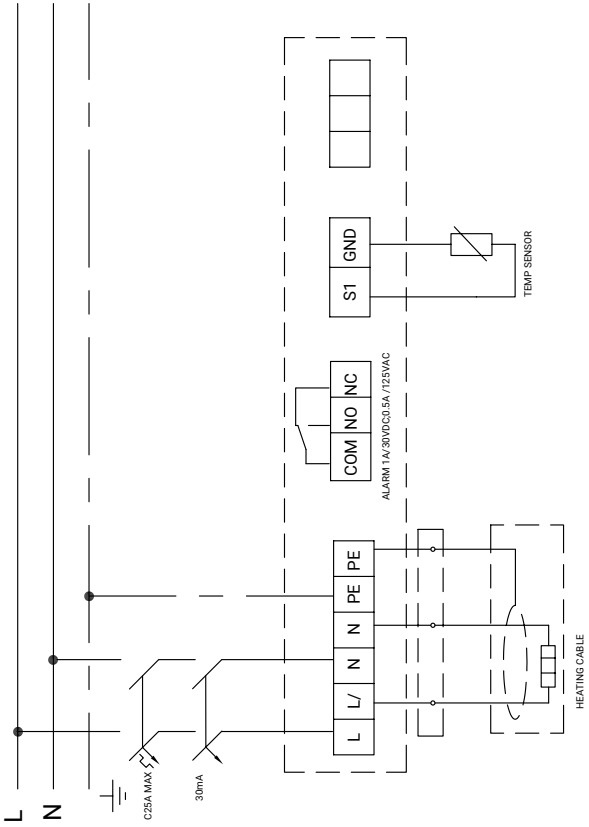 L
N
C25A MAX
30mA
L
L/
N
N
PE
PE
COM
NO
NC
ALARM 1A/30VDC;0.5A /125VAC
S1
GND
TEMP SENSOR
HEATING CABLE